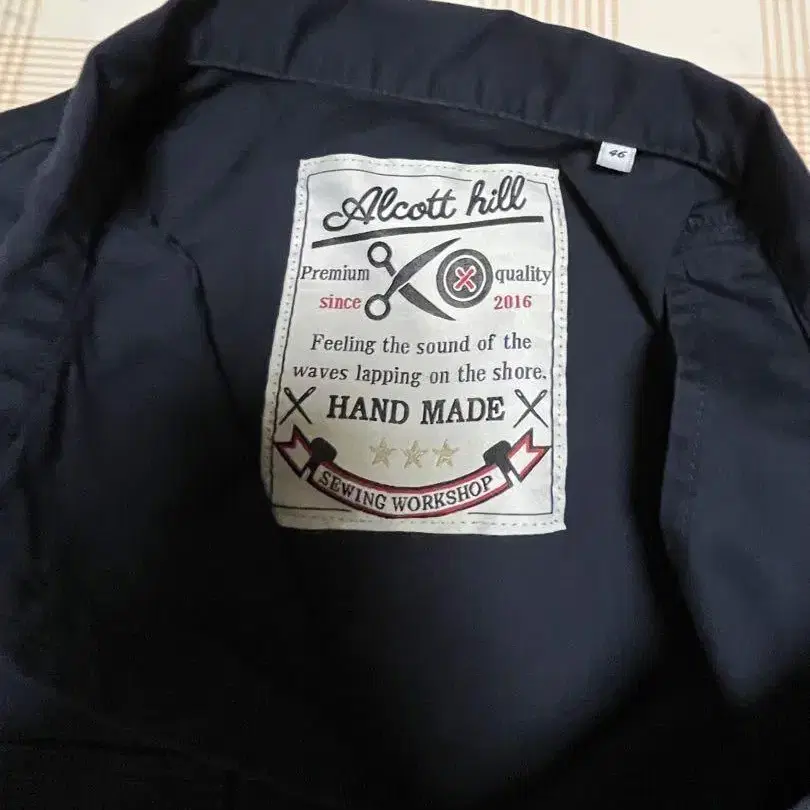 46
Alcott hill
Premium quality
since 2016
Feeling the sound of the
waves lapping on the shore.
HAND MADE
SEWING WORKSHOP